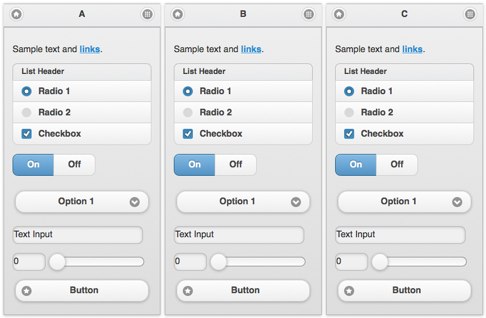 A
Sample text and links.
List Header
Radio 1
Radio 2
Checkbox
On Off
Option 1
Text Input
0
Button
B
Sample text and links.
List Header
Radio 1
Radio 2
Checkbox
On Off
Option 1
Text Input
0
Button
C
Sample text and links.
List Header
Radio 1
Radio 2
Checkbox
On Off
Option 1
Text Input
0
Button